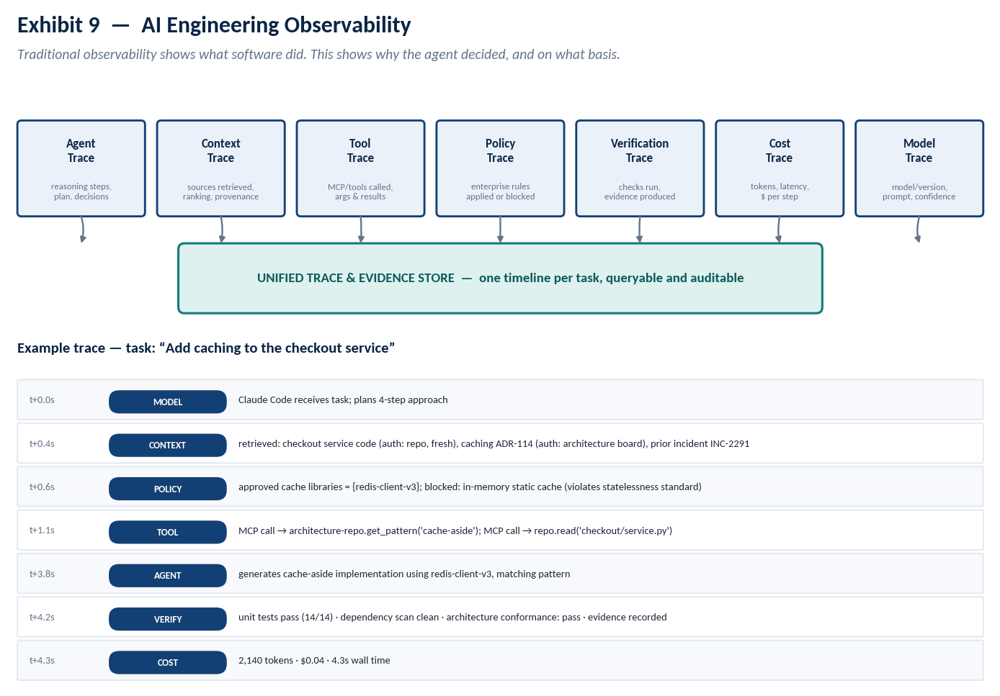 Exhibit 9 — AI Engineering Observability
Traditional observability shows what software did. This shows why the agent decided, and on what basis.
Agent
Trace
reasoning steps,
plan, decisions
Context
Trace
sources retrieved,
ranking, provenance
Tool
Trace
MCP/tools called,
args & results
Policy
Trace
enterprise rules
applied or blocked
Verification
Trace
checks run,
evidence produced
Cost
Trace
tokens, latency,
$ per step
Model
Trace
model/version,
prompt, confidence
UNIFIED TRACE & EVIDENCE STORE — one timeline per task, queryable and auditable
Example trace — task: “Add caching to the checkout service”
t+0.0s MODEL Claude Code receives task; plans 4-step approach
t+0.4s CONTEXT retrieved: checkout service code (auth: repo, fresh), caching ADR-114 (auth: architecture board), prior incident INC-2291
t+0.6s POLICY approved cache libraries = {redis-client-v3}; blocked: in-memory static cache (violates statelessness standard)
t+1.1s TOOL MCP call → architecture-repo.get_pattern('cache-aside'); MCP call → repo.read('checkout/service.py')
t+3.8s AGENT generates cache-aside implementation using redis-client-v3, matching pattern
t+4.2s VERIFY unit tests pass (14/14) · dependency scan clean · architecture conformance: pass · evidence recorded
t+4.3s COST 2,140 tokens · $0.04 · 4.3s wall time